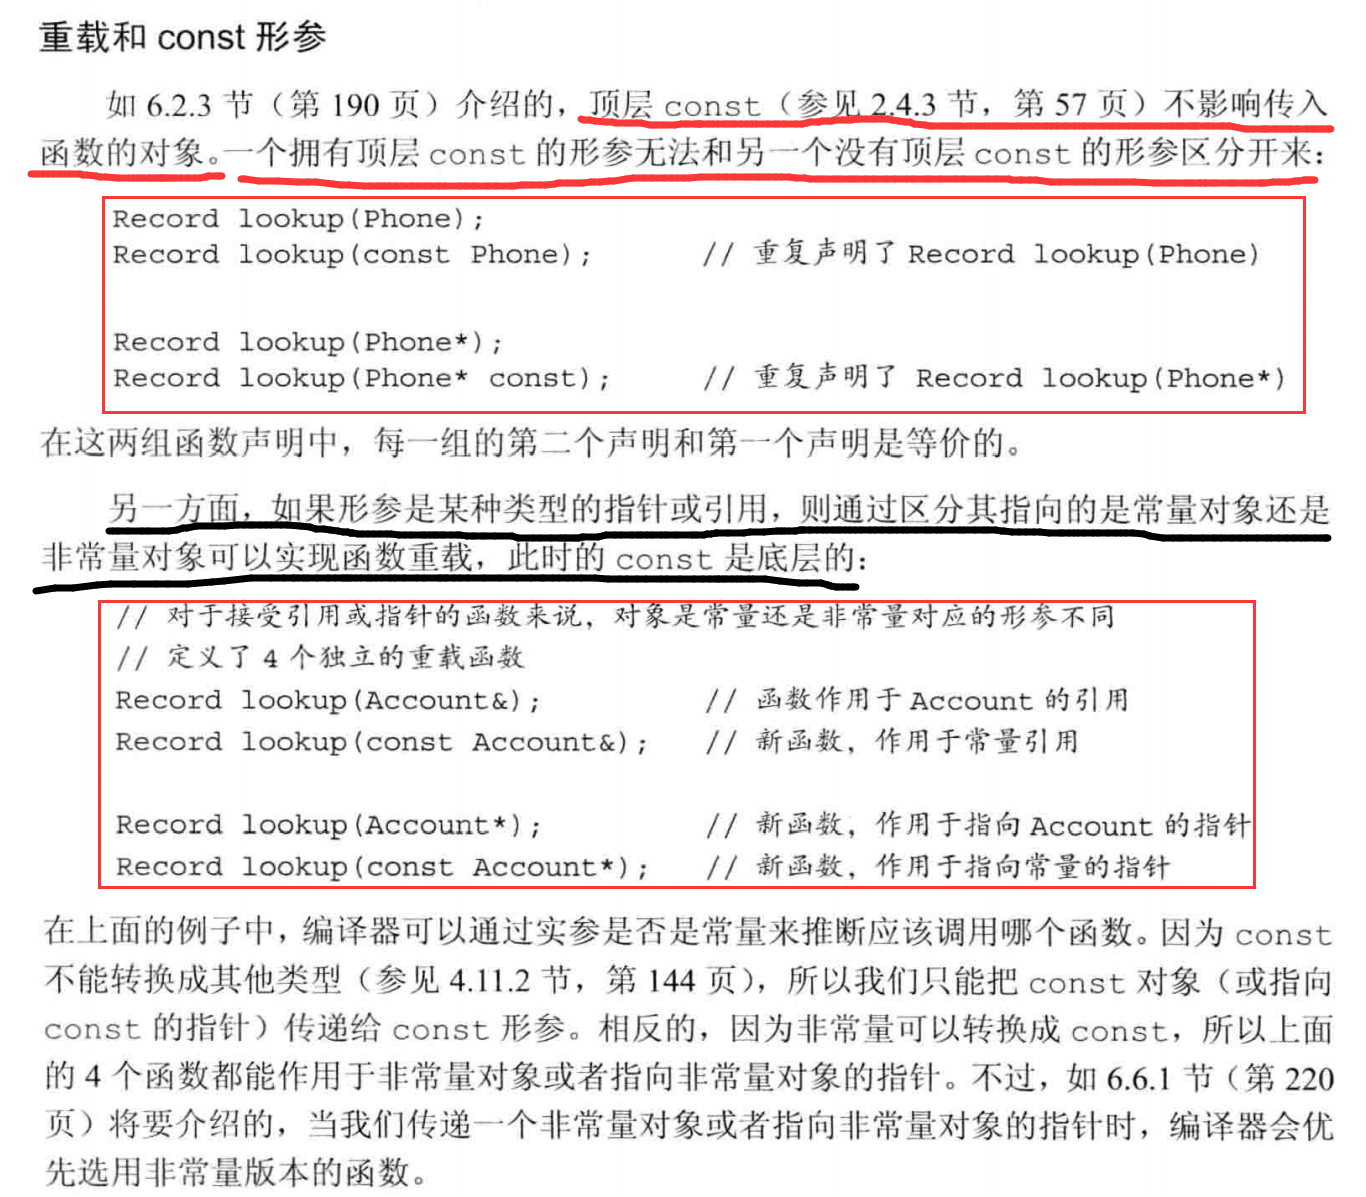 重载和 const 形参
如 6.2.3 节（第 190 页）介绍的，顶层 const（参见 2.4.3 节，第 57 页）不影响传入
函数的对象。一个拥有顶层 const 的形参无法和另一个没有顶层 const 的形参区分开来：
Record lookup(Phone);
Record lookup(const Phone); // 重复声明了 Record lookup(Phone)
Record lookup(Phone*);
Record lookup(Phone* const); // 重复声明了 Record lookup(Phone*)
在这两组函数声明中，每一组的第二个声明和第一个声明是等价的。
另一方面，如果形参是某种类型的指针或引用，则通过区分其指向的是常量对象还是
非常量对象可以实现函数重载，此时的 const 是底层的：
// 对于接受引用或指针的函数来说，对象是常量还是非常量对应的形参不同
// 定义了 4 个独立的重载函数
Record lookup(Account&); // 函数作用于 Account 的引用
Record lookup(const Account&); // 新函数，作用于常量引用
Record lookup(Account*); // 新函数，作用于指向 Account 的指针
Record lookup(const Account*); // 新函数，作用于指向常量的指针
在上面的例子中，编译器可以通过实参是否是常量来推断应该调用哪个函数。因为 const
不能转换成其他类型（参见 4.11.2 节，第 144 页），所以我们只能把 const 对象（或指向
const 的指针）传递给 const 形参。相反的，因为非常量可以转换成 const，所以上面
的 4 个函数都能作用于非常量对象或者指向非常量对象的指针。不过，如 6.6.1 节（第 220
页）将要介绍的，当我们传递一个非常量对象或者指向非常量对象的指针时，编译器会优
先选用非常量版本的函数。